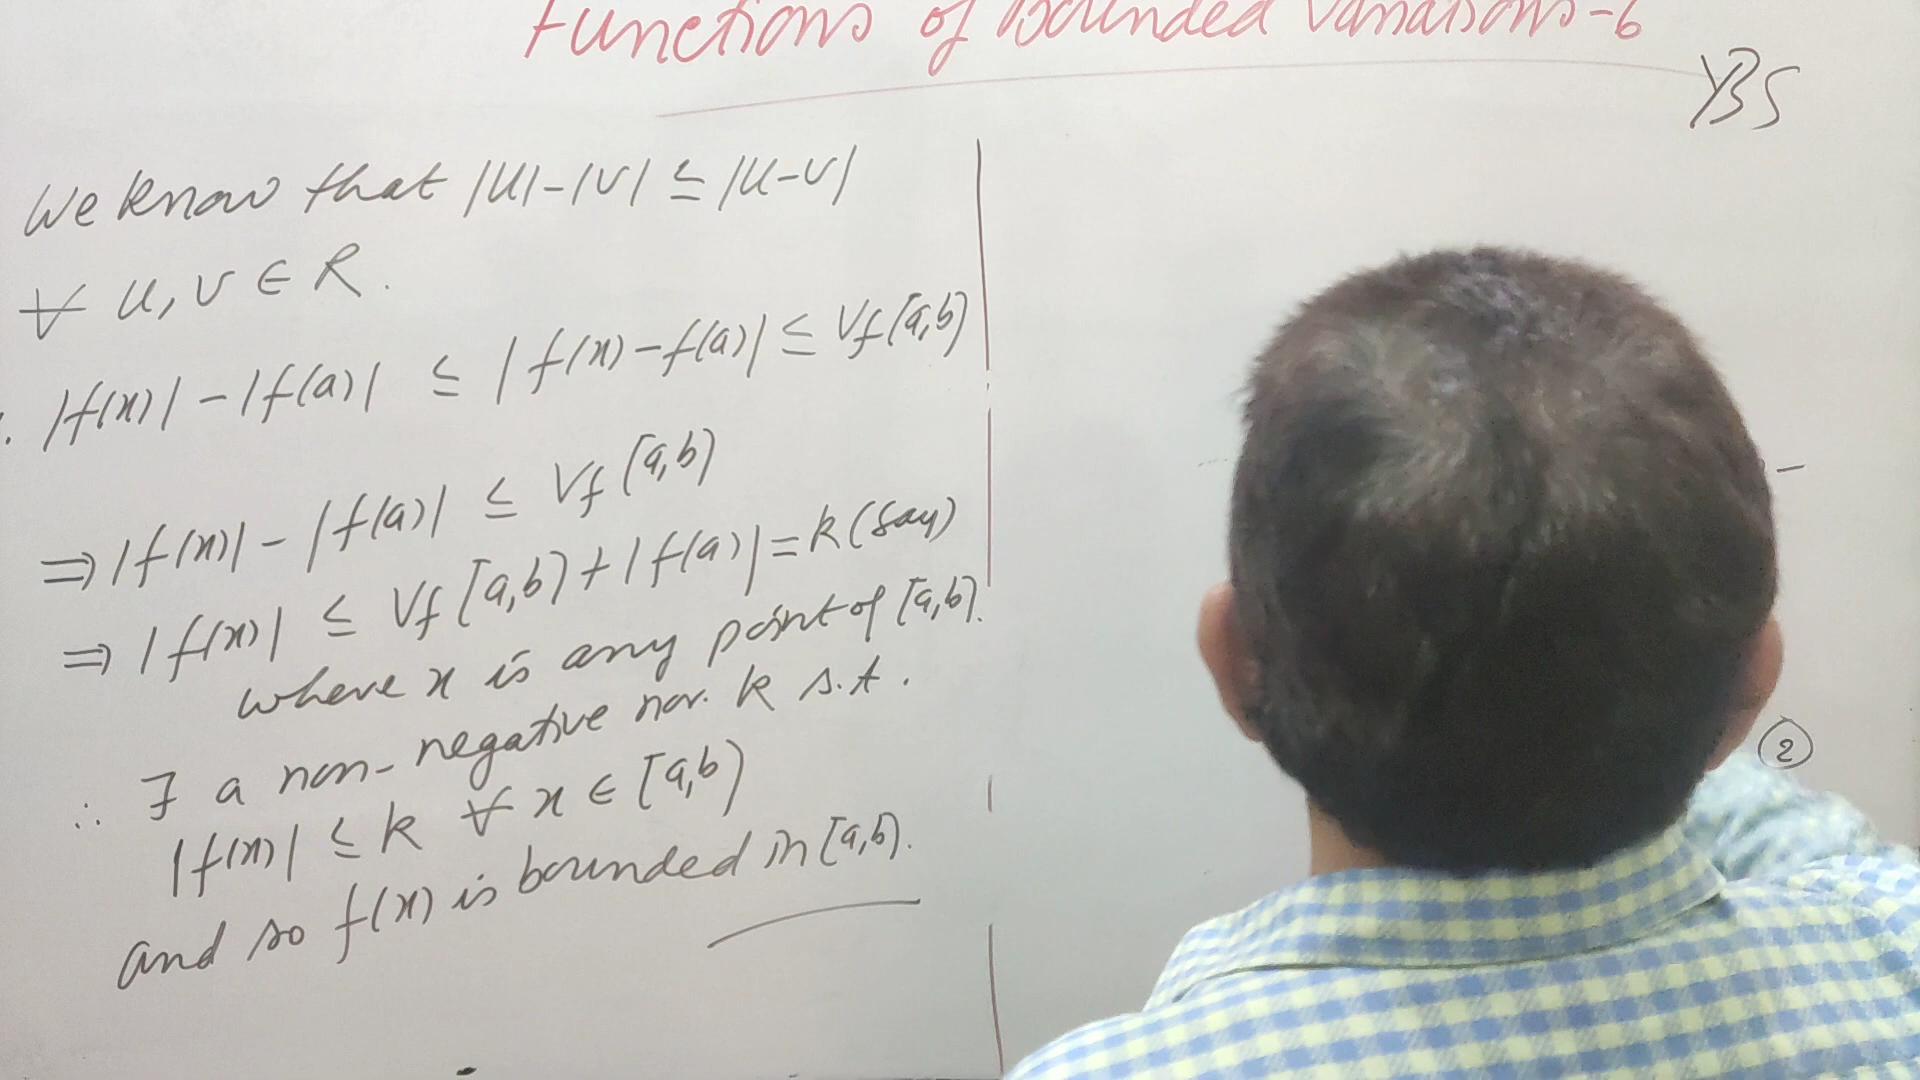 Functions of Bounded Variations-6
YBS
We know that |u|-|v| ≤ |u-v|
∀ u, v ∈ R.
∴ |f(x)| - |f(a)| ≤ |f(x) - f(a)| ≤ Vf[a,b]
⇒ |f(x)| - |f(a)| ≤ Vf[a,b]
⇒ |f(x)| ≤ Vf[a,b] + |f(a)| = k (say)
where x is any point of [a,b].
∴ ∃ a non-negative no. k s.t.
|f(x)| ≤ k ∀ x ∈ [a,b]
and so f(x) is bounded in [a,b].
2